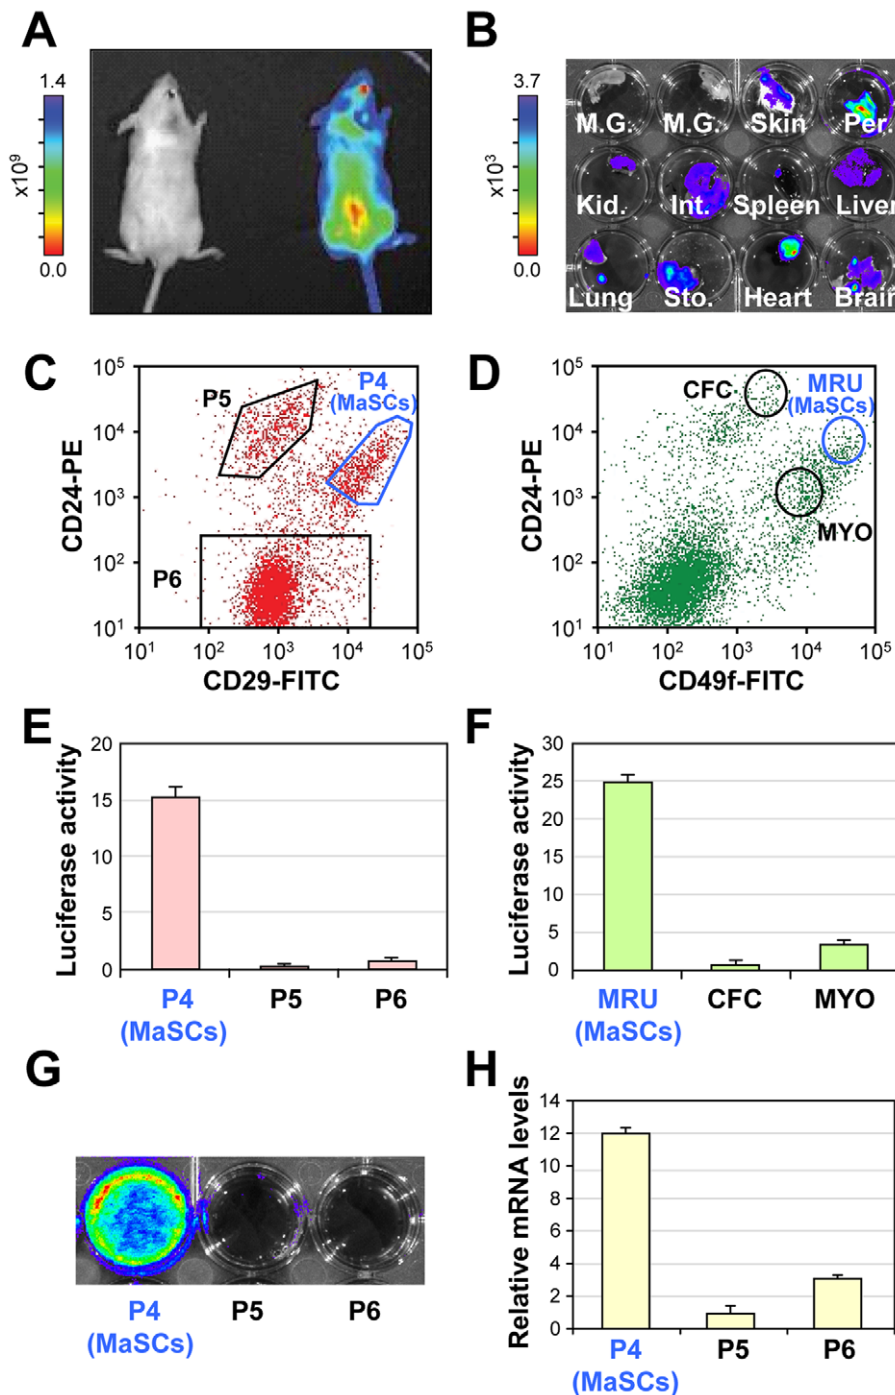 A
1.4
x10⁹
0.0
B
3.7
x10³
0.0
M.G. M.G. Skin Per.
Kid. Int. Spleen Liver
Lung Sto. Heart Brain
C
10⁵
10⁴
10³
10²
10¹
CD24-PE
P5
P4
(MaSCs)
P6
10¹ 10² 10³ 10⁴ 10⁵
CD29-FITC
D
10⁵
10⁴
10³
10²
10¹
CD24-PE
CFC
MRU
(MaSCs)
MYO
10¹ 10² 10³ 10⁴ 10⁵
CD49f-FITC
E
Luciferase activity
20
15
10
5
0
P4 P5 P6
(MaSCs)
F
Luciferase activity
30
25
20
15
10
5
0
MRU CFC MYO
(MaSCs)
G
P4 P5 P6
(MaSCs)
H
Relative mRNA levels
14
12
10
8
6
4
2
0
P4 P5 P6
(MaSCs)